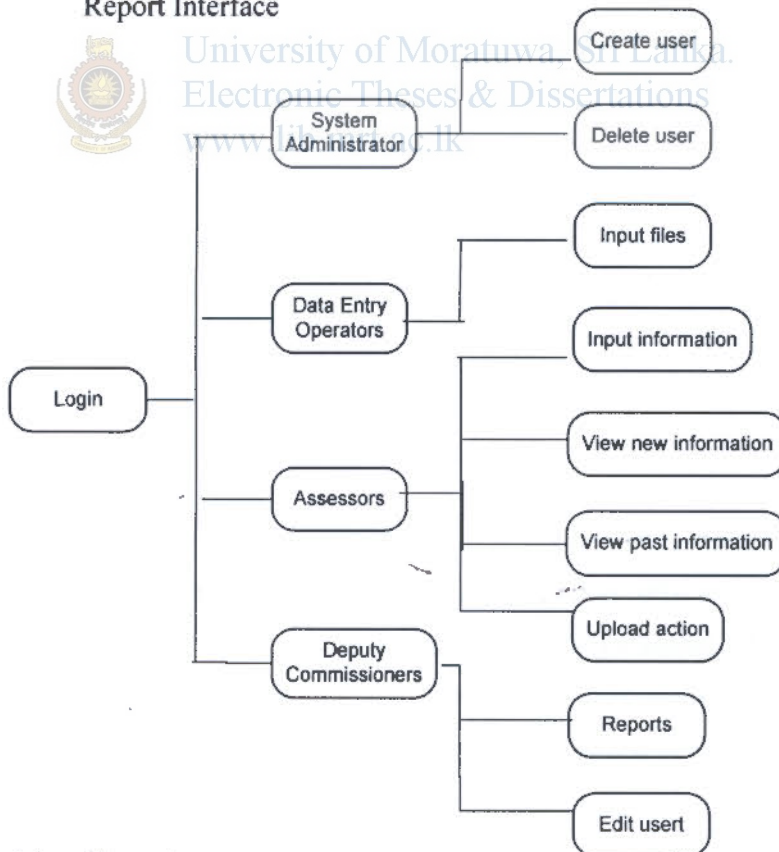 Report Interface
University of Moratuwa, Sri Lanka.
Electronic Theses & Dissertations
www.lib.mrt.ac.lk
Create user
System
Administrator
Delete user
Input files
Data Entry
Operators
Input information
Login
View new information
Assessors
View past information
Upload action
Deputy
Commissioners
Reports
Edit usert